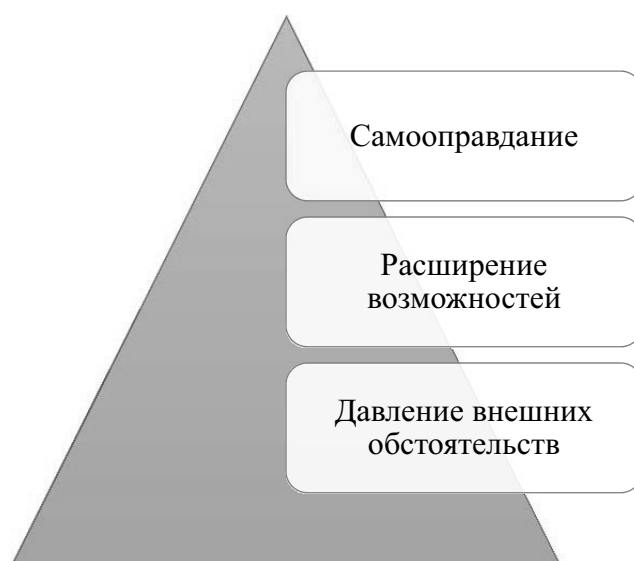 Самооправдание
Расширение
возможностей
Давление внешних
обстоятельств